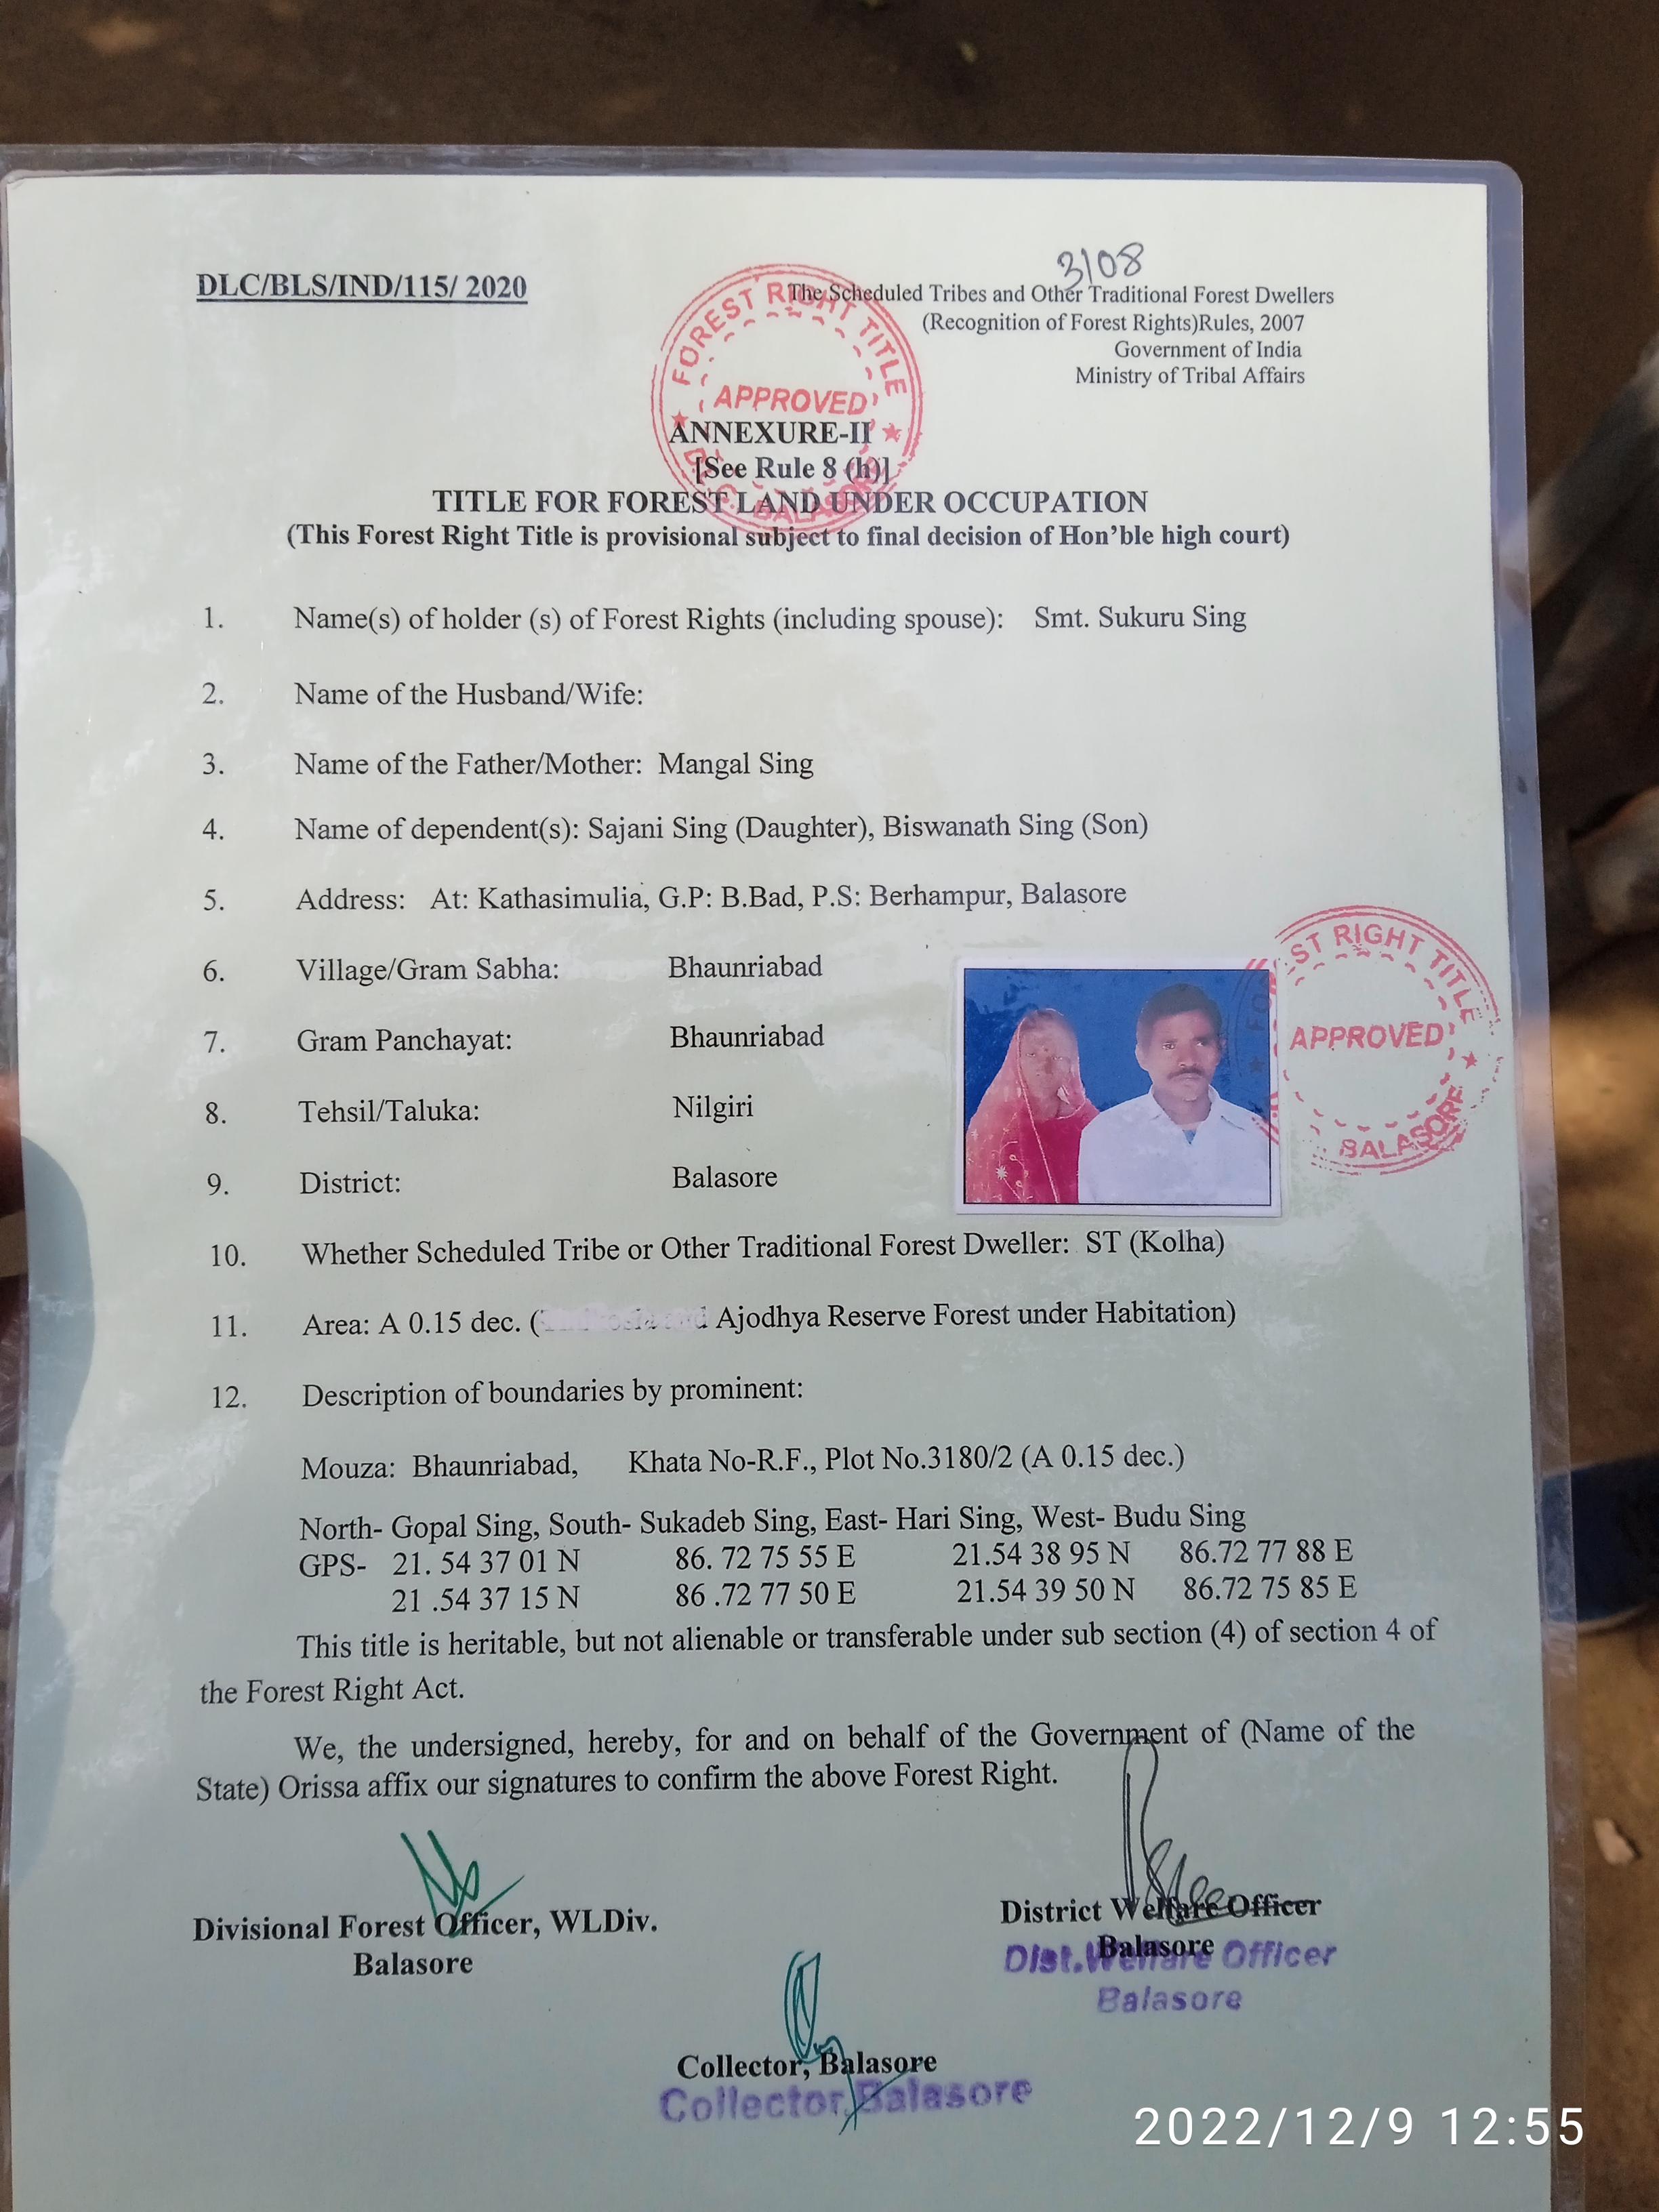 3108
DLC/BLS/IND/115/ 2020
The Scheduled Tribes and Other Traditional Forest Dwellers
(Recognition of Forest Rights)Rules, 2007
Government of India
Ministry of Tribal Affairs
FOREST RIGHT TITLE
APPROVED
BALASORE
ANNEXURE-II
[See Rule 8 (h)]
TITLE FOR FOREST LAND UNDER OCCUPATION
(This Forest Right Title is provisional subject to final decision of Hon'ble high court)
1. Name(s) of holder (s) of Forest Rights (including spouse): Smt. Sukuru Sing
2. Name of the Husband/Wife:
3. Name of the Father/Mother: Mangal Sing
4. Name of dependent(s): Sajani Sing (Daughter), Biswanath Sing (Son)
5. Address: At: Kathasimulia, G.P: B.Bad, P.S: Berhampur, Balasore
6. Village/Gram Sabha: Bhaunriabad
7. Gram Panchayat: Bhaunriabad
8. Tehsil/Taluka: Nilgiri
9. District: Balasore
FOREST RIGHT TITLE
APPROVED
BALASORE
10. Whether Scheduled Tribe or Other Traditional Forest Dweller: ST (Kolha)
11. Area: A 0.15 dec. ( Ajodhya Reserve Forest under Habitation)
12. Description of boundaries by prominent:
Mouza: Bhaunriabad, Khata No-R.F., Plot No.3180/2 (A 0.15 dec.)
North- Gopal Sing, South- Sukadeb Sing, East- Hari Sing, West- Budu Sing
GPS- 21. 54 37 01 N 86. 72 75 55 E 21.54 38 95 N 86.72 77 88 E
21 .54 37 15 N 86 .72 77 50 E 21.54 39 50 N 86.72 75 85 E
This title is heritable, but not alienable or transferable under sub section (4) of section 4 of
the Forest Right Act.
We, the undersigned, hereby, for and on behalf of the Government of (Name of the
State) Orissa affix our signatures to confirm the above Forest Right.
Divisional Forest Officer, WLDiv.
Balasore
District Welfare Officer
Balasore
Dist.Welfare Officer
Balasore
Collector, Balasore
Collector, Balasore
2022/12/9 12:55